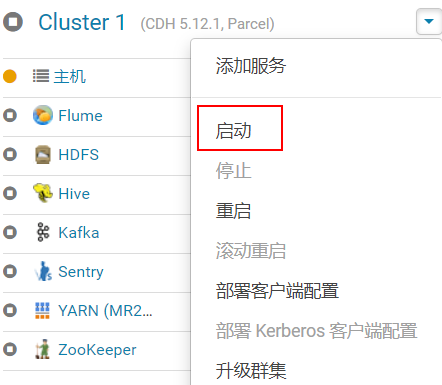 Cluster 1 (CDH 5.12.1, Parcel)
添加服务
主机
Flume
启动
HDFS
停止
Hive
重启
Kafka
滚动重启
Sentry
部署客户端配置
YARN (MR2...
部署 Kerberos 客户端配置
ZooKeeper
升级群集